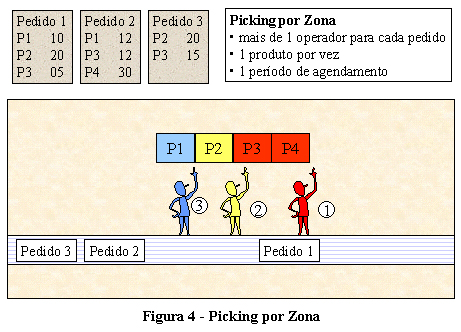 Pedido 1
P1 10
P2 20
P3 05
Pedido 2
P1 12
P3 12
P4 30
Pedido 3
P2 20
P3 15
Picking por Zona
• mais de 1 operador para cada pedido
• 1 produto por vez
• 1 período de agendamento
P1 P2 P3 P4
3 2 1
Pedido 3 Pedido 2 Pedido 1
Figura 4 - Picking por Zona